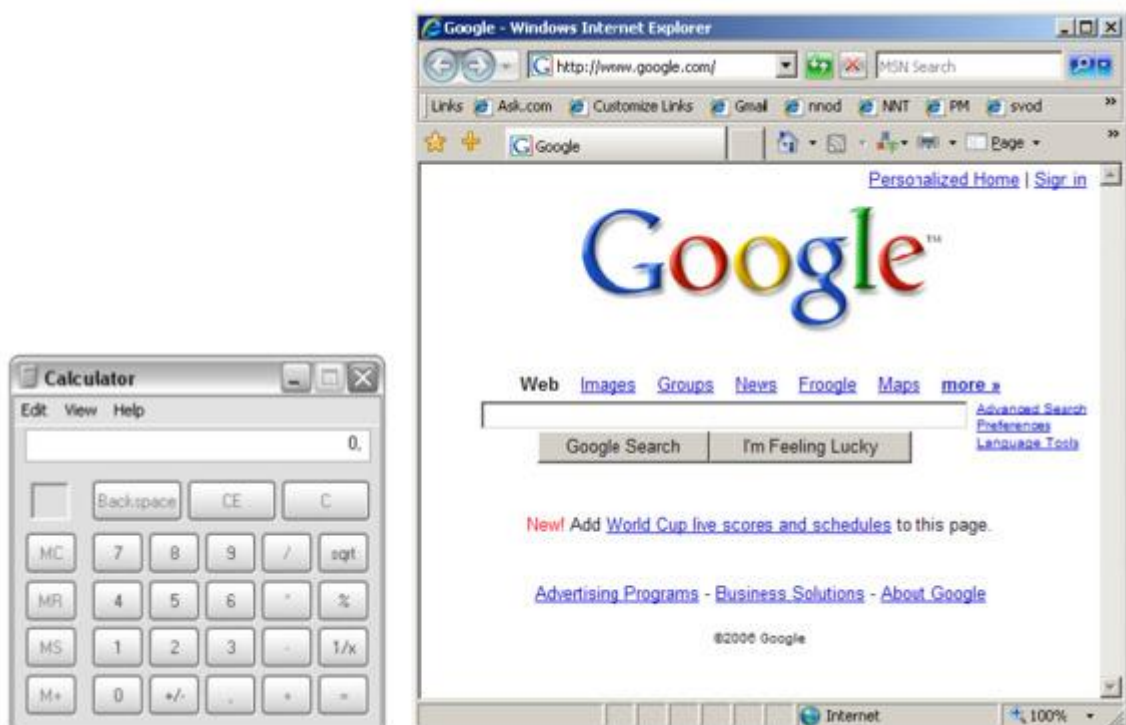 Google - Windows Internet Explorer
http://www.google.com/
MSN Search
Links Ask.com Customize Links Gmail nnod NNT PM svod »
Google
Page
»
Personalized Home | Sign in
Google™
Web Images Groups News Froogle Maps more »
Advanced Search
Preferences
Language Tools
Google Search I'm Feeling Lucky
New! Add World Cup live scores and schedules to this page.
Advertising Programs - Business Solutions - About Google
©2006 Google
Internet 100%
Calculator
Edit View Help
0,
Backspace CE C
MC 7 8 9 / sqrt
MR 4 5 6 * %
MS 1 2 3 - 1/x
M+ 0 +/- , + =